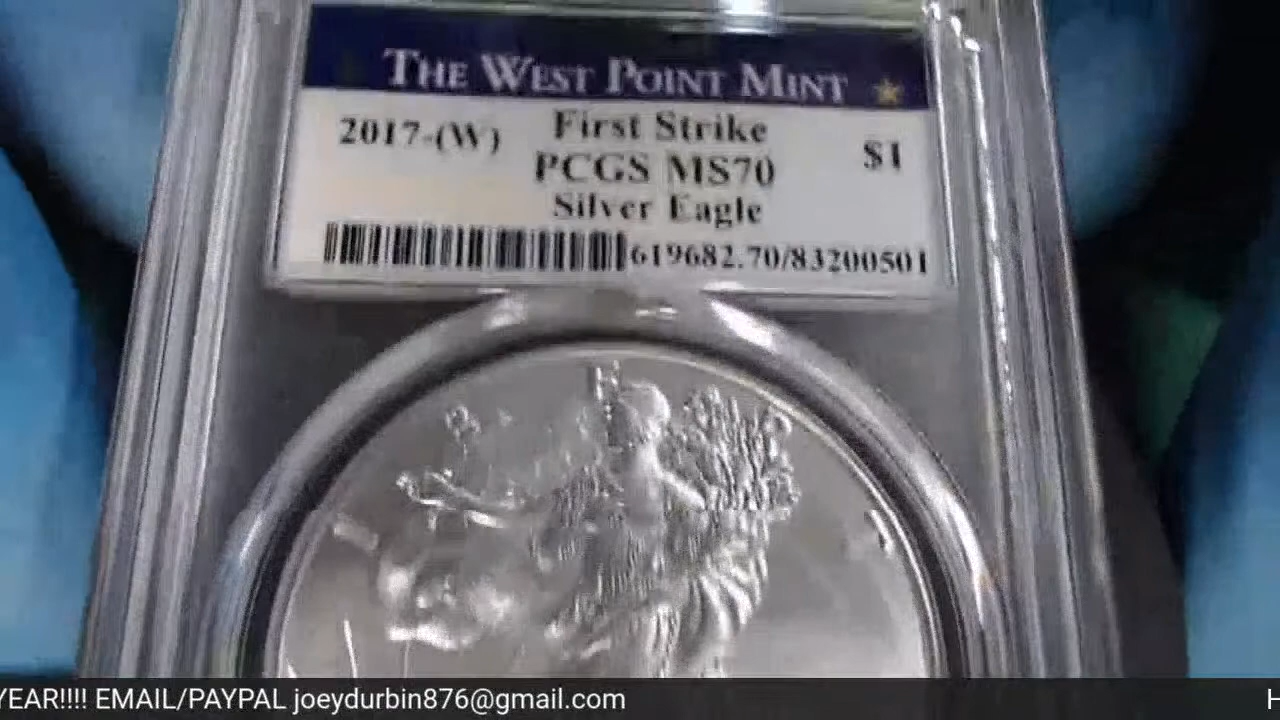 THE WEST POINT MINT
2017-(W) First Strike $1
PCGS MS70
Silver Eagle
619682.70/83200501
YEAR!!!! EMAIL/PAYPAL joeydurbin876@gmail.com H